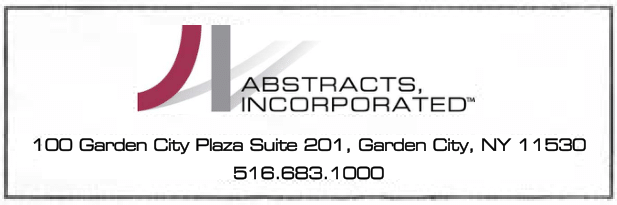 ABSTRACTS,
INCORPORATED™
100 Garden City Plaza Suite 201, Garden City, NY 11530
516.683.1000